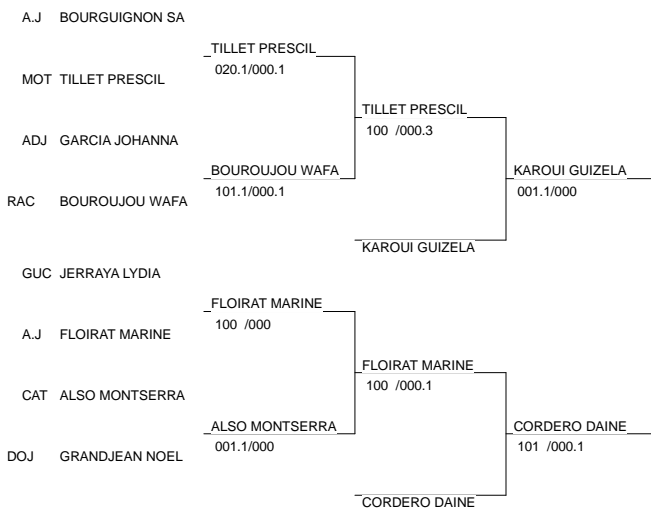 A.J BOURGUIGNON SA
TILLET PRESCIL
020.1/000.1
MOT TILLET PRESCIL
TILLET PRESCIL
100 /000.3
ADJ GARCIA JOHANNA
BOUROUJOU WAFA
101.1/000.1
KAROUI GUIZELA
001.1/000
RAC BOUROUJOU WAFA
KAROUI GUIZELA
GUC JERRAYA LYDIA
FLOIRAT MARINE
100 /000
A.J FLOIRAT MARINE
FLOIRAT MARINE
100 /000.1
CAT ALSO MONTSERRA
ALSO MONTSERRA
001.1/000
CORDERO DAINE
101 /000.1
DOJ GRANDJEAN NOEL
CORDERO DAINE